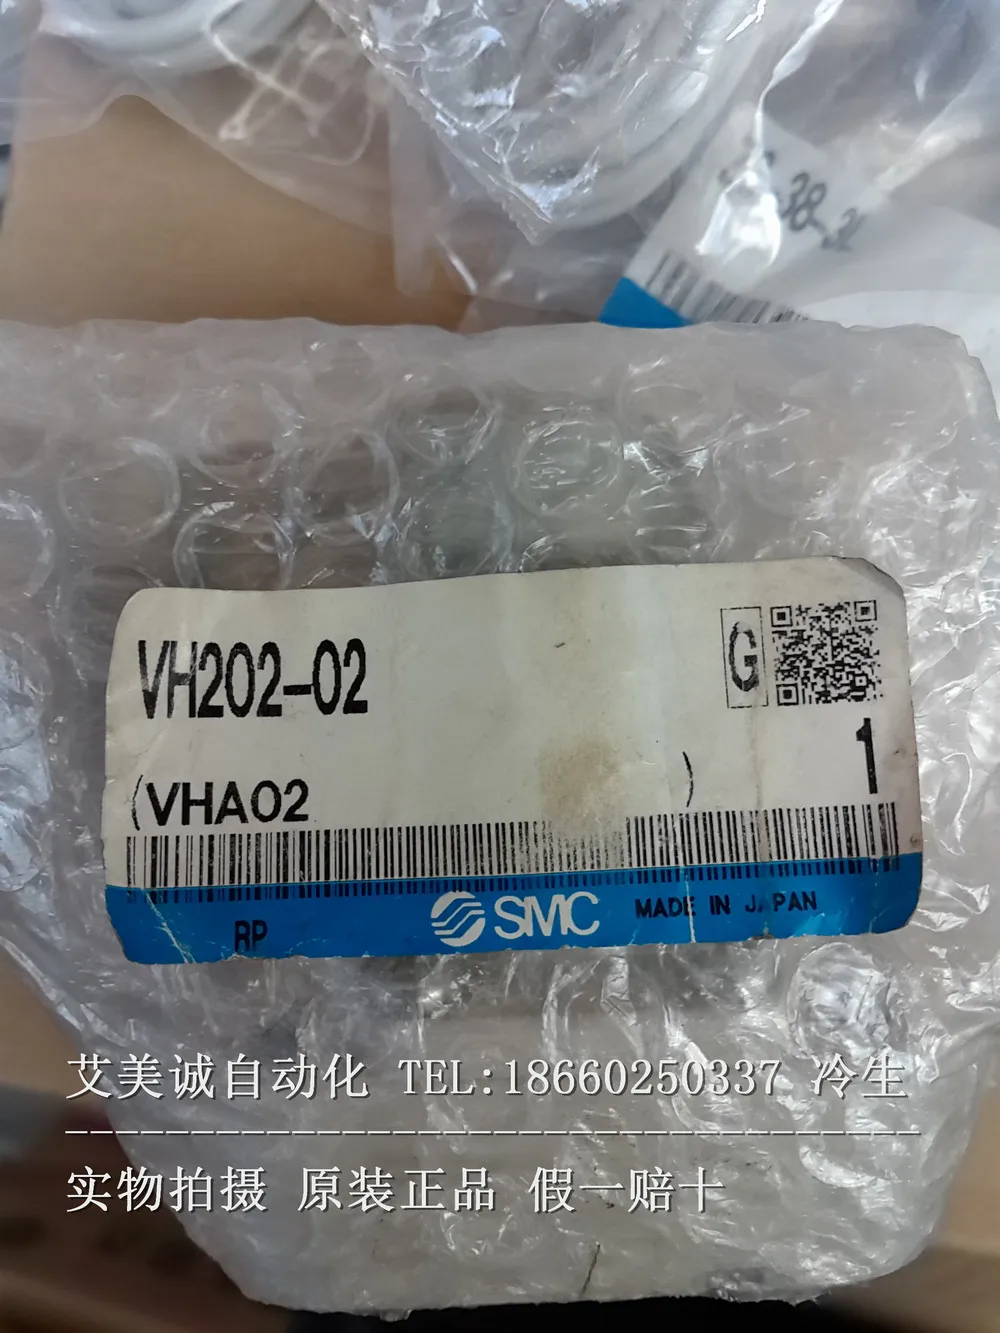 VH202-02
G
1
(VHA02 )
RP
SMC
MADE IN JAPAN
艾美诚自动化 TEL:18660250337 冷生
实物拍摄 原装正品 假一赔十